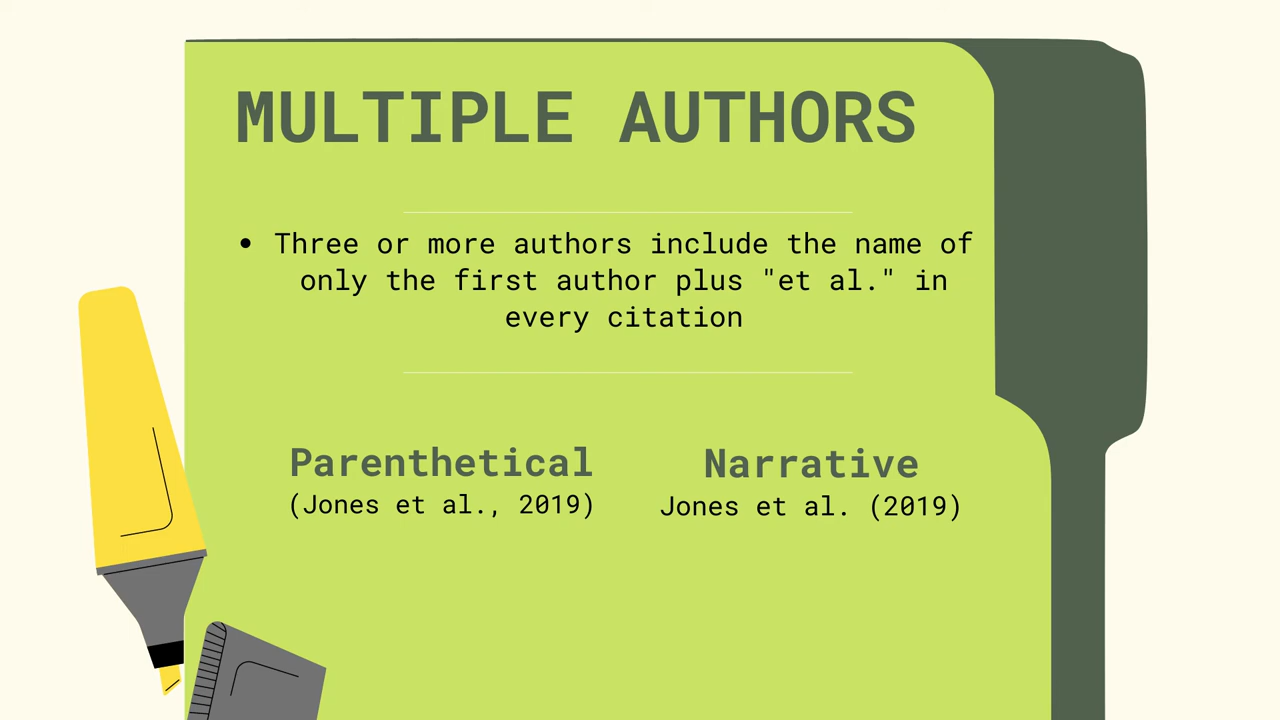 MULTIPLE AUTHORS
• Three or more authors include the name of
only the first author plus "et al." in
every citation
Parenthetical
(Jones et al., 2019)
Narrative
Jones et al. (2019)